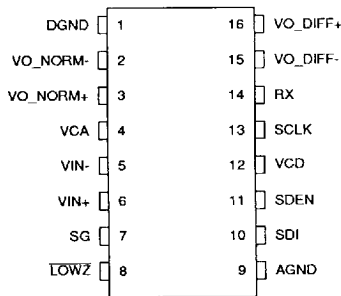 DGND 1 16 VO_DIFF+
VO_NORM- 2 15 VO_DIFF-
VO_NORM+ 3 14 RX
VCA 4 13 SCLK
VIN- 5 12 VCD
VIN+ 6 11 SDEN
SG 7 10 SDI
LOWZ 8 9 AGND